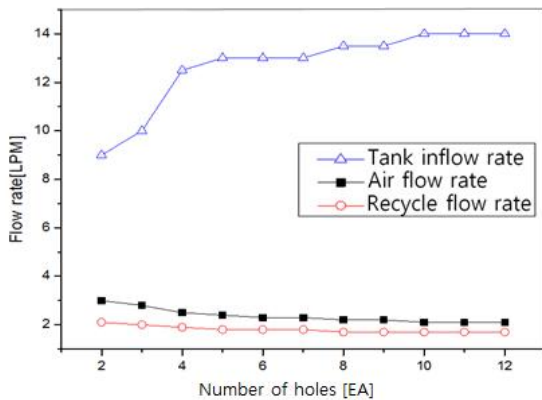 14
12
10
8
6
4
2
Flow rate[LPM]
Tank inflow rate
Air flow rate
Recycle flow rate
2 4 6 8 10 12
Number of holes [EA]